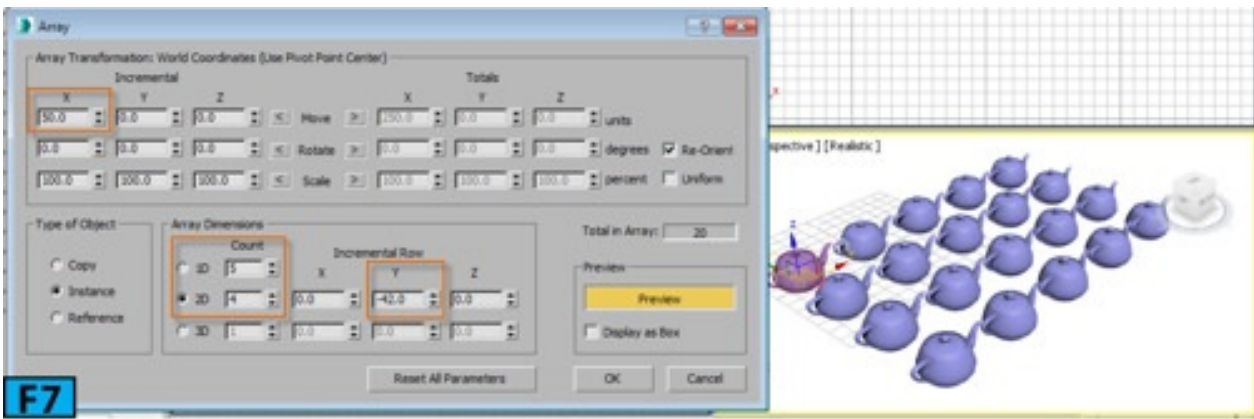 Array
Array Transformation: World Coordinates (Use Pivot Point Center)
Incremental Totals
X Y Z X Y Z
50.0 0.0 0.0 < Move > 250.0 0.0 0.0 units
0.0 0.0 0.0 < Rotate > 0.0 0.0 0.0 degrees Re-Orient
100.0 100.0 100.0 < Scale > 100.0 100.0 100.0 percent Uniform
Type of Object
Copy
Instance
Reference
Array Dimensions
Count
Incremental Row
X Y Z
1D 5
2D 4 0.0 -42.0 0.0
3D 1 0.0 0.0 0.0
Total in Array: 20
Preview
Preview
Display as Box
Reset All Parameters OK Cancel
F7
x
spective ] [Realistic ]
z